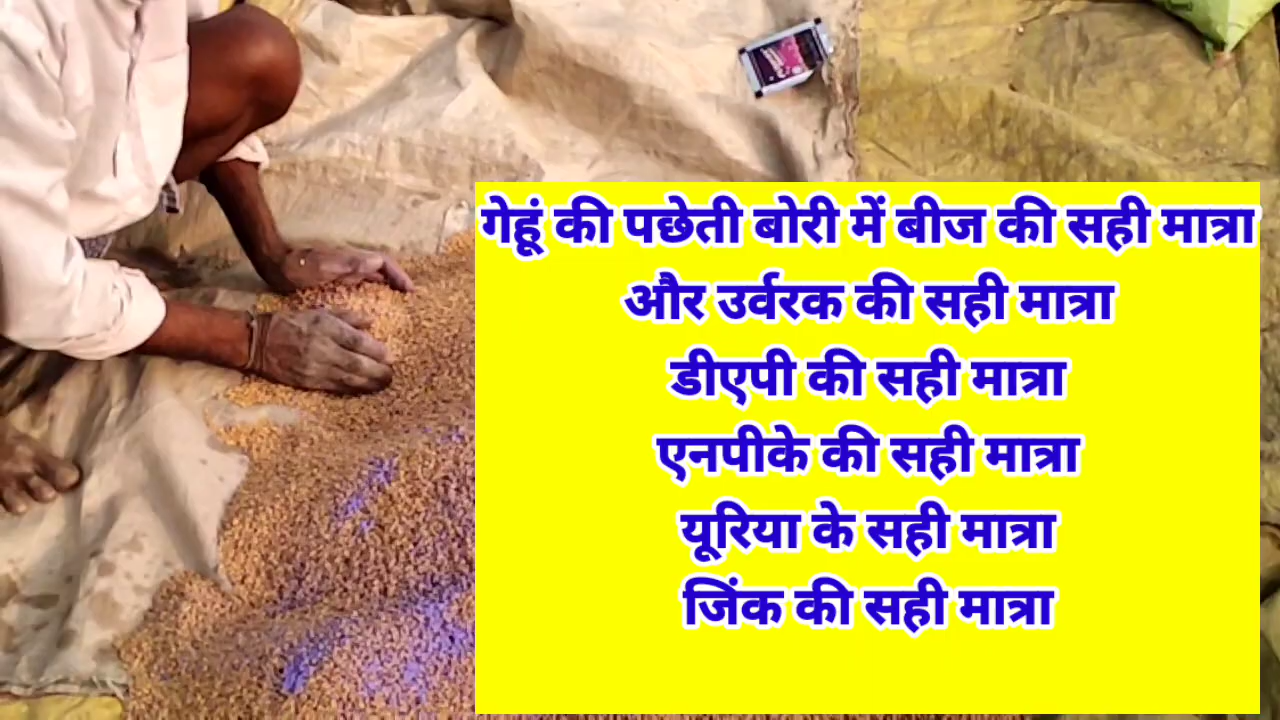 गेहूं की पछेती बोरी में बीज की सही मात्रा
और उर्वरक की सही मात्रा
डीएपी की सही मात्रा
एनपीके की सही मात्रा
यूरिया के सही मात्रा
जिंक की सही मात्रा